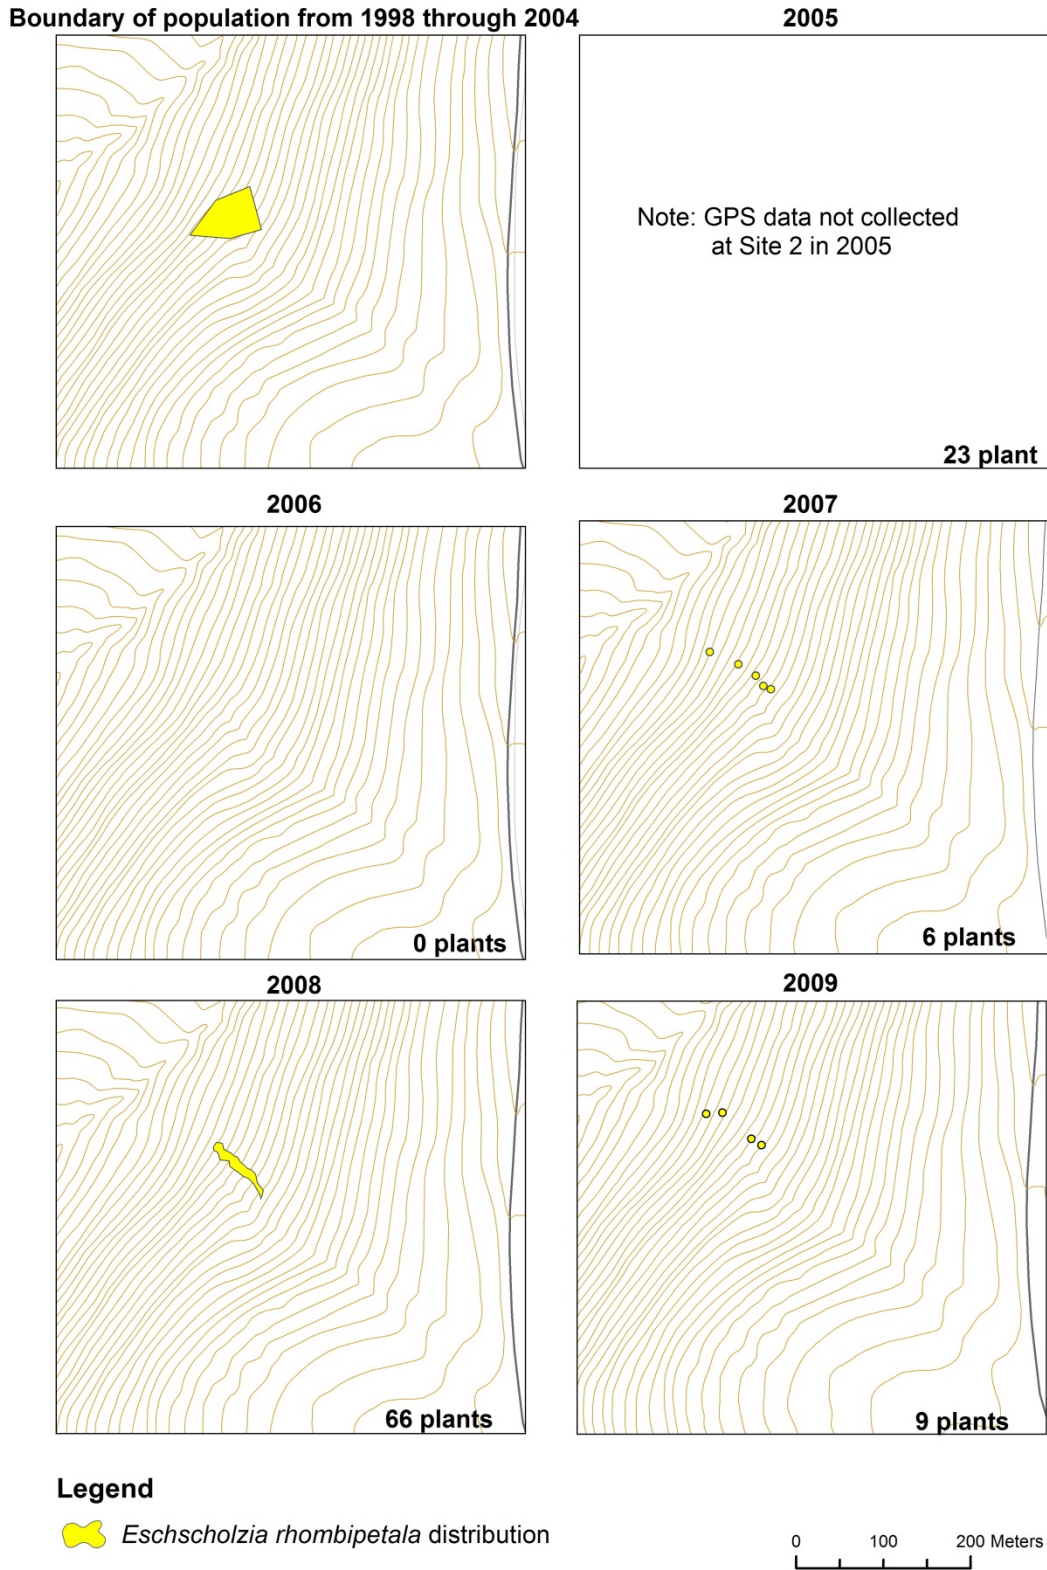 Boundary of population from 1998 through 2004
2005
Note: GPS data not collected
at Site 2 in 2005
23 plant
2006
2007
0 plants
6 plants
2008
2009
66 plants
9 plants
Legend
Eschscholzia rhombipetala distribution
0 100 200 Meters